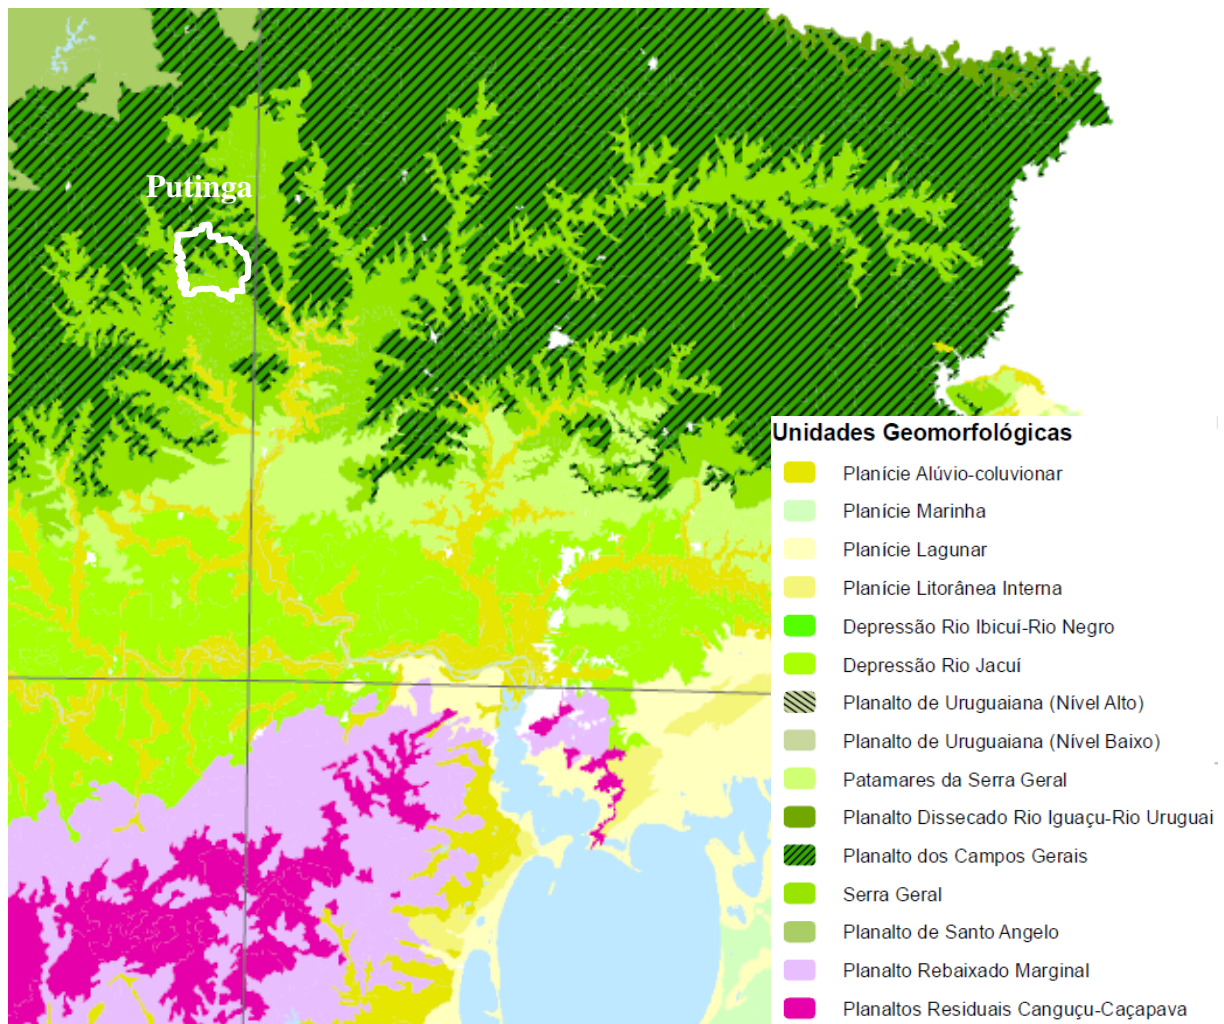 Putinga
Unidades Geomorfológicas
Planície Alúvio-coluvionar
Planície Marinha
Planície Lagunar
Planície Litorânea Interna
Depressão Rio Ibicuí-Rio Negro
Depressão Rio Jacuí
Planalto de Uruguaiana (Nível Alto)
Planalto de Uruguaiana (Nível Baixo)
Patamares da Serra Geral
Planalto Dissecado Rio Iguaçu-Rio Uruguai
Planalto dos Campos Gerais
Serra Geral
Planalto de Santo Angelo
Planalto Rebaixado Marginal
Planaltos Residuais Canguçu-Caçapava